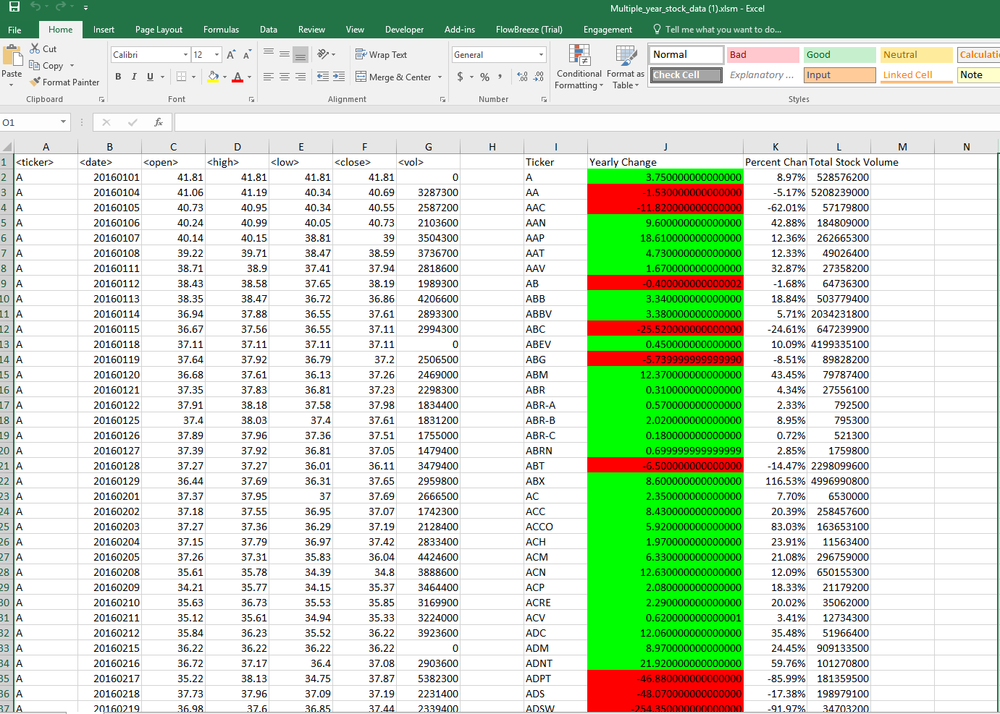 Multiple_year_stock_data (1).xlsm - Excel
File Home Insert Page Layout Formulas Data Review View Developer Add-ins FlowBreeze (Trial) Engagement Tell me what you want to do...
Paste Cut Copy Format Painter Calibri 12 B I U Wrap Text Merge & Center General $ % , Conditional Formatting Format as Table Normal Bad Good Neutral Calculati
Check Cell Explanatory ... Input Linked Cell Note
Clipboard Font Alignment Number Styles
O1 fx
A B C D E F G H I J K L M N
1 <ticker> <date> <open> <high> <low> <close> <vol> Ticker Yearly Change Percent Chan Total Stock Volume
2 A 20160101 41.81 41.81 41.81 41.81 0 A 3.750000000000000 8.97% 528576200
3 A 20160104 41.06 41.19 40.34 40.69 3287300 AA -1.530000000000000 -5.17% 5208239000
4 A 20160105 40.73 40.95 40.34 40.55 2587200 AAC -11.820000000000000 -62.01% 57179800
5 A 20160106 40.24 40.99 40.05 40.73 2103600 AAN 9.600000000000000 42.88% 184809000
6 A 20160107 40.14 40.15 38.81 39 3504300 AAP 18.610000000000000 12.36% 262665300
7 A 20160108 39.22 39.71 38.47 38.59 3736700 AAT 4.730000000000000 12.33% 49026400
8 A 20160111 38.71 38.9 37.41 37.94 2818600 AAV 1.670000000000000 32.87% 27358200
9 A 20160112 38.43 38.58 37.65 38.19 1989300 AB -0.400000000000002 -1.68% 64736300
10 A 20160113 38.35 38.47 36.72 36.86 4206600 ABB 3.340000000000000 18.84% 503779400
11 A 20160114 36.94 37.88 36.55 37.61 2893300 ABBV 3.380000000000000 5.71% 2034231800
12 A 20160115 36.67 37.56 36.55 37.11 2994300 ABC -25.520000000000000 -24.61% 647239900
13 A 20160118 37.11 37.11 37.11 37.11 0 ABEV 0.450000000000000 10.09% 4199335100
14 A 20160119 37.64 37.92 36.79 37.2 2506500 ABG -5.739999999999990 -8.51% 89828200
15 A 20160120 36.68 37.61 36.13 37.26 2469000 ABM 12.370000000000000 43.45% 79787400
16 A 20160121 37.35 37.83 36.81 37.23 2298300 ABR 0.310000000000000 4.34% 27556100
17 A 20160122 37.91 38.18 37.58 37.98 1834400 ABR-A 0.570000000000000 2.33% 792500
18 A 20160125 37.4 38.03 37.4 37.61 1831200 ABR-B 2.020000000000000 8.95% 795300
19 A 20160126 37.89 37.96 37.36 37.51 1755000 ABR-C 0.180000000000000 0.72% 521300
20 A 20160127 37.39 37.92 36.81 37.05 1479400 ABRN 0.699999999999999 2.85% 1759800
21 A 20160128 37.27 37.27 36.01 36.11 3479400 ABT -6.500000000000000 -14.47% 2298099600
22 A 20160129 36.44 37.69 36.31 37.65 2959800 ABX 8.600000000000000 116.53% 4996990800
23 A 20160201 37.37 37.95 37 37.69 2666500 AC 2.350000000000000 7.70% 6530000
24 A 20160202 37.18 37.55 36.95 37.07 1742300 ACC 8.430000000000000 20.39% 258457600
25 A 20160203 37.27 37.36 36.29 37.19 2128400 ACCO 5.920000000000000 83.03% 163653100
26 A 20160204 37.15 37.79 36.97 37.42 2833400 ACH 1.970000000000000 23.91% 11563400
27 A 20160205 37.26 37.31 35.83 36.04 4424600 ACM 6.330000000000000 21.08% 296759000
28 A 20160208 35.61 35.78 34.39 34.8 3888600 ACN 12.630000000000000 12.09% 650155300
29 A 20160209 34.21 35.77 34.15 35.37 3464400 ACP 2.080000000000000 18.33% 21179200
30 A 20160210 35.63 36.73 35.53 35.85 3169900 ACRE 2.290000000000000 20.02% 35062000
31 A 20160211 35.12 35.61 34.94 35.33 3224000 ACV 0.620000000000001 3.41% 12734300
32 A 20160212 35.84 36.23 35.52 36.22 3923600 ADC 12.060000000000000 35.48% 51966400
33 A 20160215 36.22 36.22 36.22 36.22 0 ADM 8.970000000000000 24.45% 909133500
34 A 20160216 36.72 37.17 36.4 37.08 2903600 ADNT 21.920000000000000 59.76% 101270800
35 A 20160217 35.22 38.13 34.75 37.87 5382300 ADPT -46.880000000000000 -85.99% 181359500
36 A 20160218 37.73 37.96 37.09 37.19 2231400 ADS -48.070000000000000 -17.38% 198979100
37 A 20160219 36.98 37.6 36.85 37.44 2339400 ADSW -254.350000000000000 -91.97% 34703200